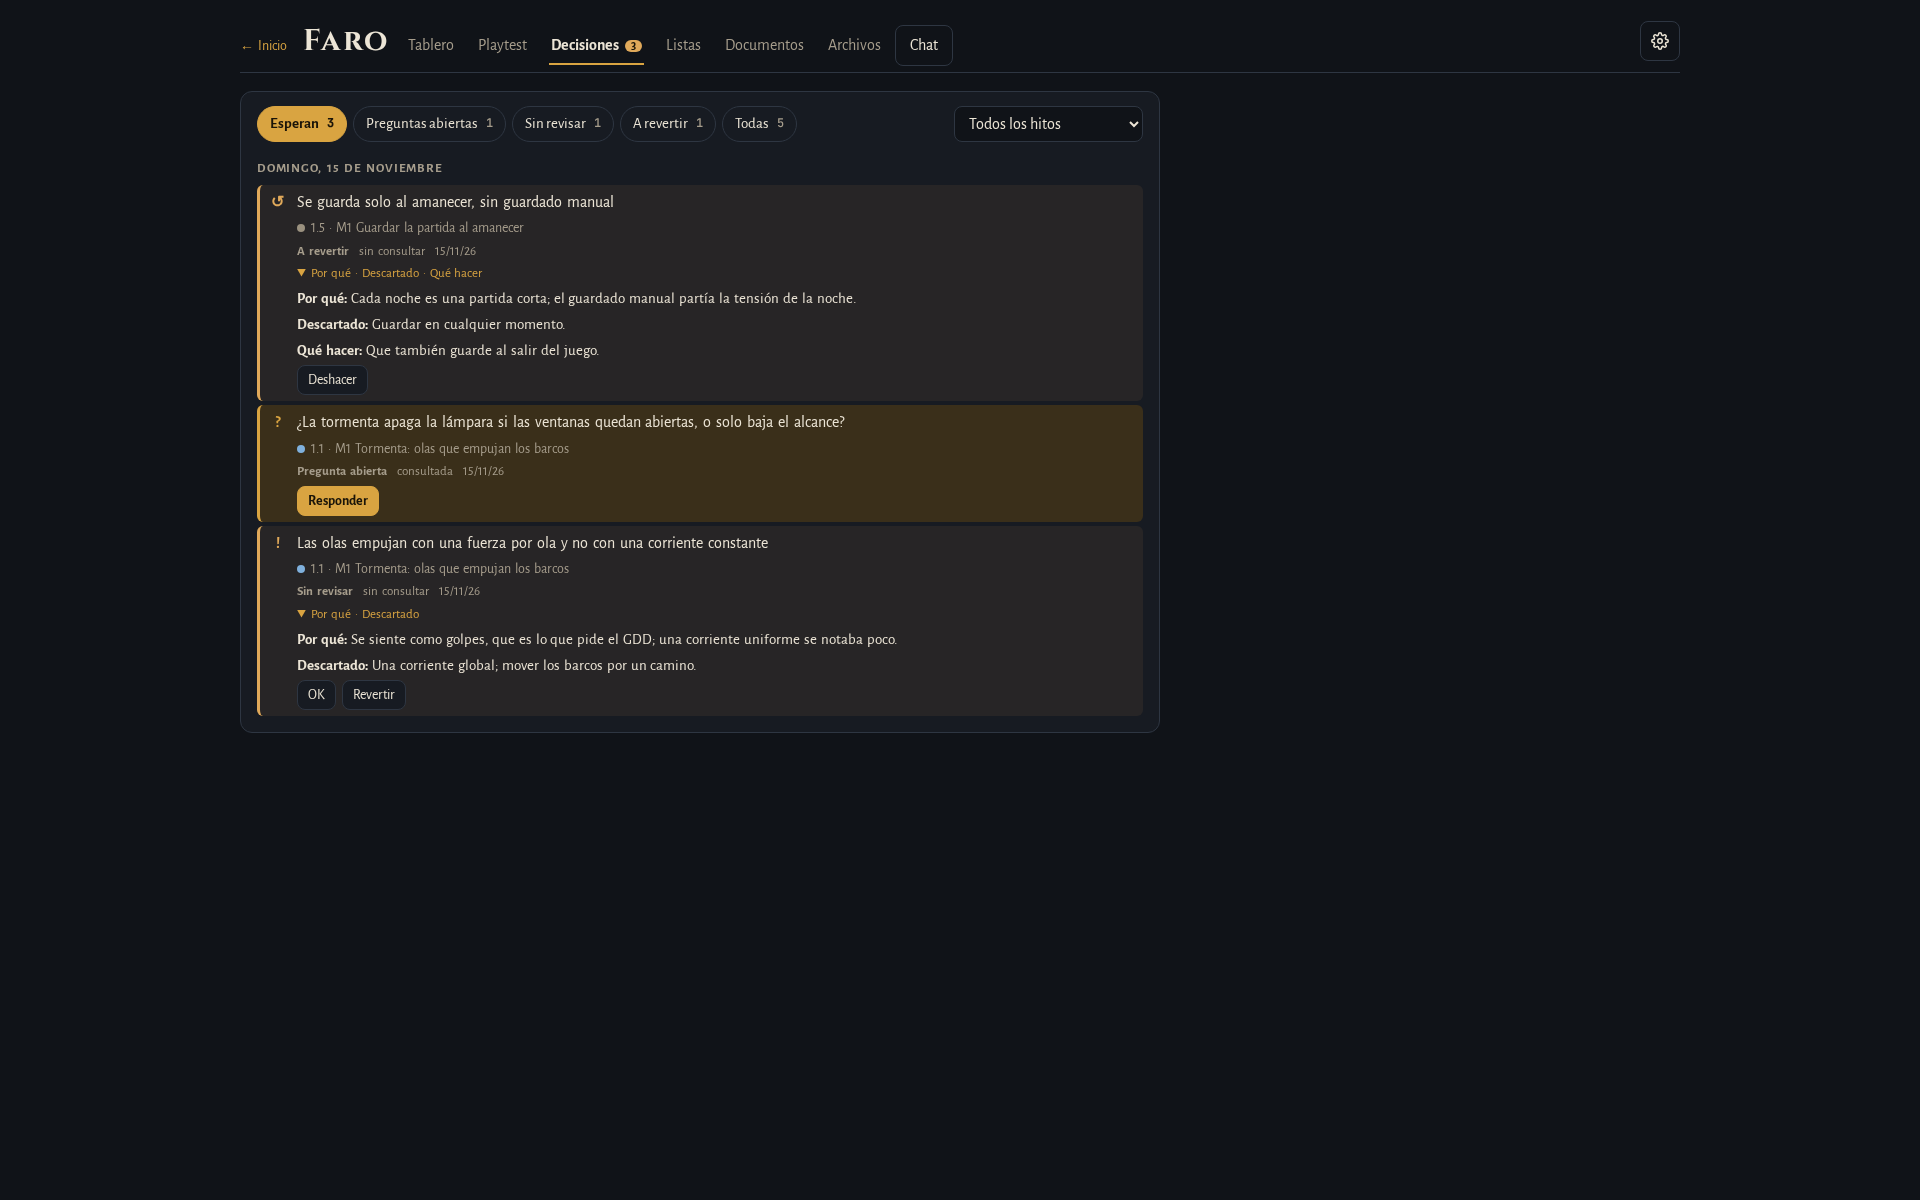 ← Inicio FARO Tablero Playtest Decisiones 3 Listas Documentos Archivos Chat
Esperan 3 Preguntas abiertas 1 Sin revisar 1 A revertir 1 Todas 5 Todos los hitos
DOMINGO, 15 DE NOVIEMBRE
↺ Se guarda solo al amanecer, sin guardado manual
1.5 · M1 Guardar la partida al amanecer
A revertir sin consultar 15/11/26
▼ Por qué · Descartado · Qué hacer
Por qué: Cada noche es una partida corta; el guardado manual partía la tensión de la noche.
Descartado: Guardar en cualquier momento.
Qué hacer: Que también guarde al salir del juego.
Deshacer
? ¿La tormenta apaga la lámpara si las ventanas quedan abiertas, o solo baja el alcance?
1.1 · M1 Tormenta: olas que empujan los barcos
Pregunta abierta consultada 15/11/26
Responder
! Las olas empujan con una fuerza por ola y no con una corriente constante
1.1 · M1 Tormenta: olas que empujan los barcos
Sin revisar sin consultar 15/11/26
▼ Por qué · Descartado
Por qué: Se siente como golpes, que es lo que pide el GDD; una corriente uniforme se notaba poco.
Descartado: Una corriente global; mover los barcos por un camino.
OK Revertir